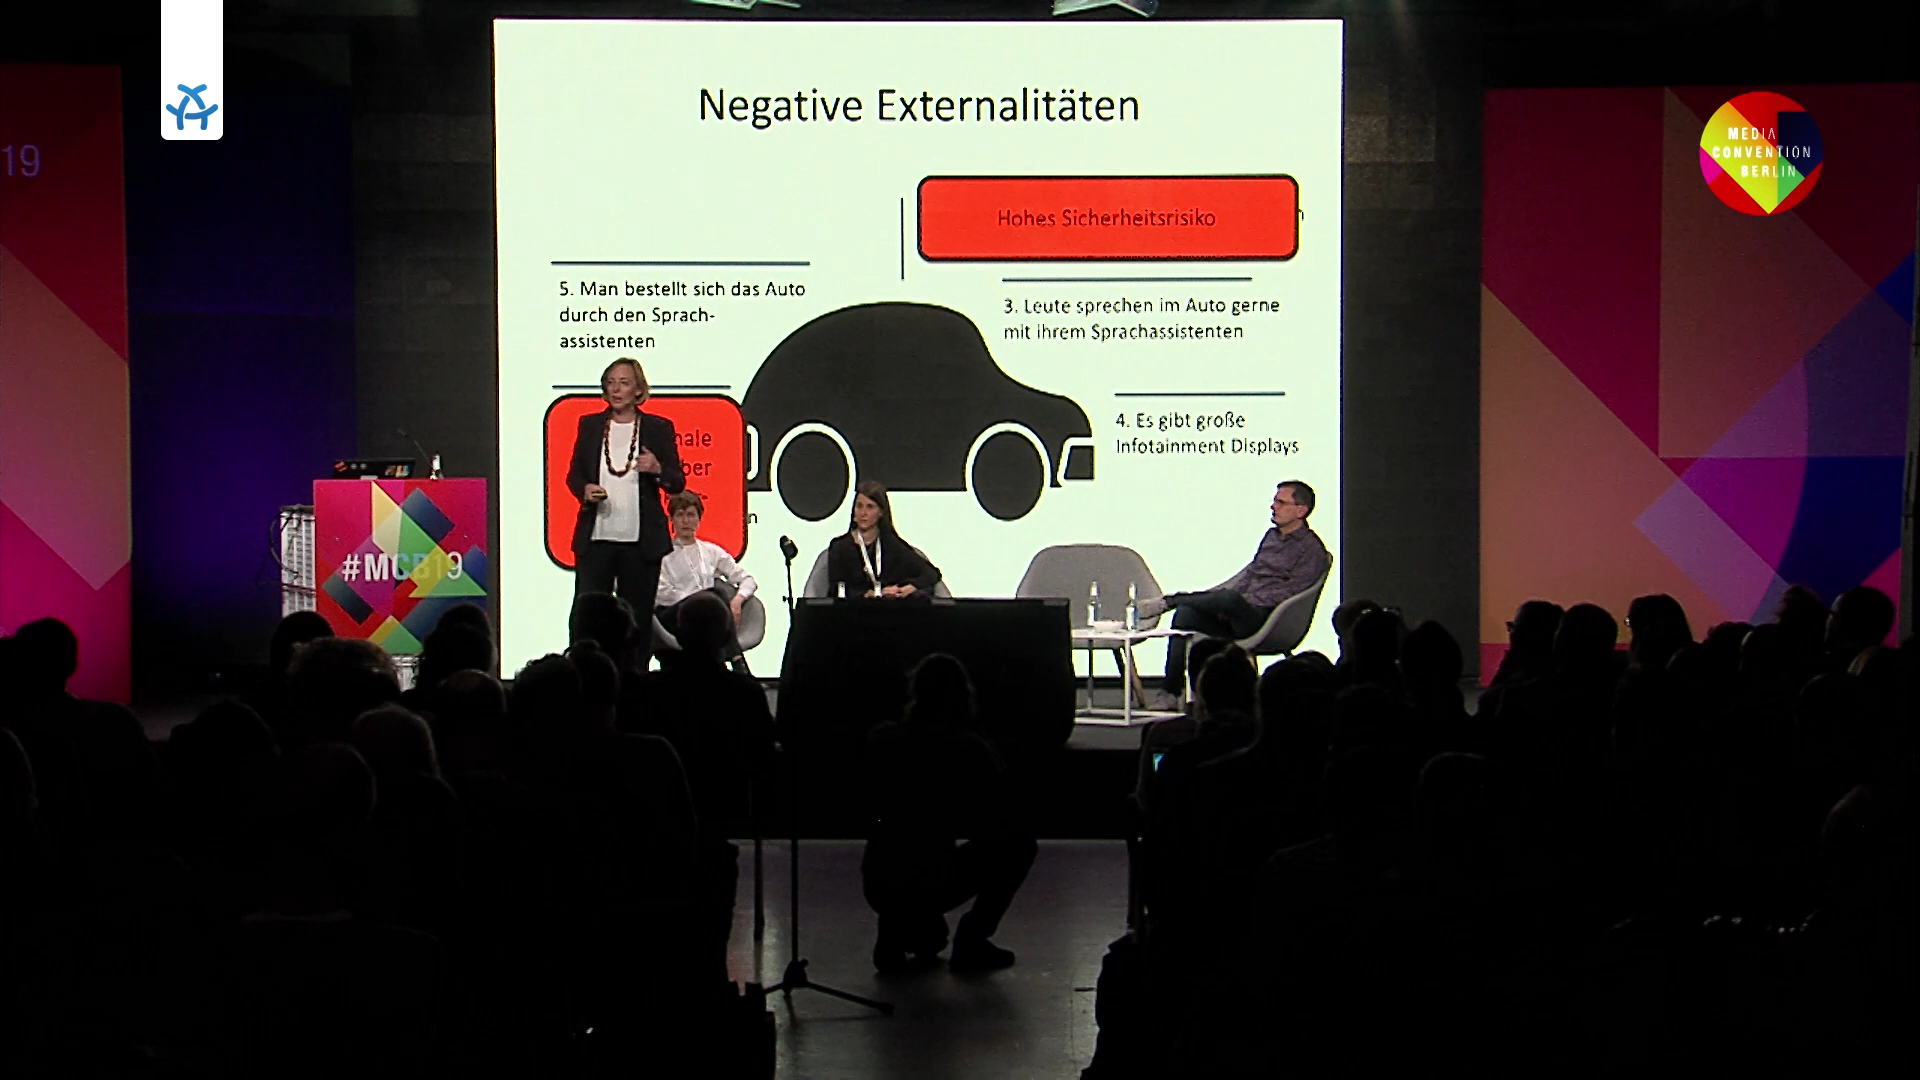 19
MEDIA
CONVENTION
BERLIN
Negative Externalitäten
Hohes Sicherheitsrisiko
5. Man bestellt sich das Auto
durch den Sprach-
assistenten
3. Leute sprechen im Auto gerne
mit ihrem Sprachassistenten
4. Es gibt große
Infotainment Displays
#MCB19